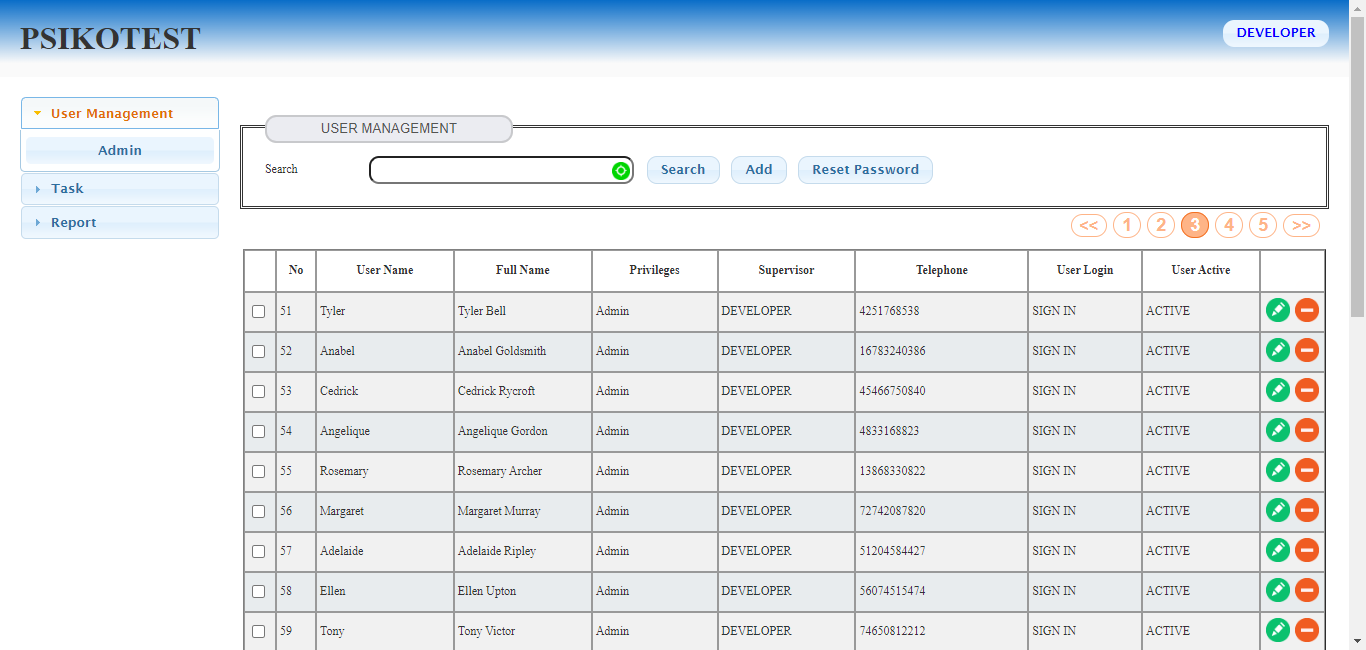 PSIKOTEST
DEVELOPER
User Management
Admin
Task
Report
USER MANAGEMENT
Search Search Add Reset Password
<< 1 2 3 4 5 >>
No User Name Full Name Privileges Supervisor Telephone User Login User Active
51 Tyler Tyler Bell Admin DEVELOPER 4251768538 SIGN IN ACTIVE
52 Anabel Anabel Goldsmith Admin DEVELOPER 16783240386 SIGN IN ACTIVE
53 Cedrick Cedrick Rycroft Admin DEVELOPER 45466750840 SIGN IN ACTIVE
54 Angelique Angelique Gordon Admin DEVELOPER 4833168823 SIGN IN ACTIVE
55 Rosemary Rosemary Archer Admin DEVELOPER 13868330822 SIGN IN ACTIVE
56 Margaret Margaret Murray Admin DEVELOPER 72742087820 SIGN IN ACTIVE
57 Adelaide Adelaide Ripley Admin DEVELOPER 51204584427 SIGN IN ACTIVE
58 Ellen Ellen Upton Admin DEVELOPER 56074515474 SIGN IN ACTIVE
59 Tony Tony Victor Admin DEVELOPER 74650812212 SIGN IN ACTIVE